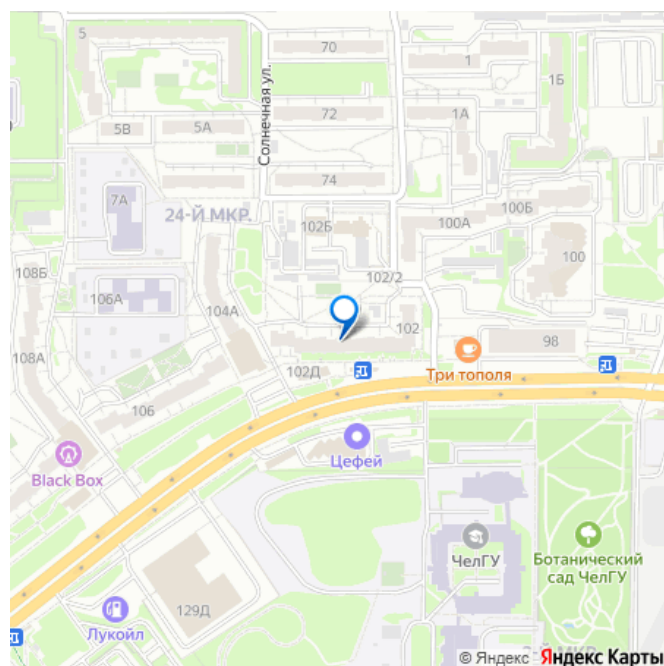 5
70
1
1Б
Солнечная ул.
5В
5А
72
1А
74
7А
24-Й МКР.
102Б
100А
100Б
100
108Б
106А
104А
102/2
102
98
108А
102Д
Три тополя
106
Цефей
Black Box
ЧелГУ
Ботанический
сад ЧелГУ
129Д
Лукойл
© Яндекс Яндекс Карты